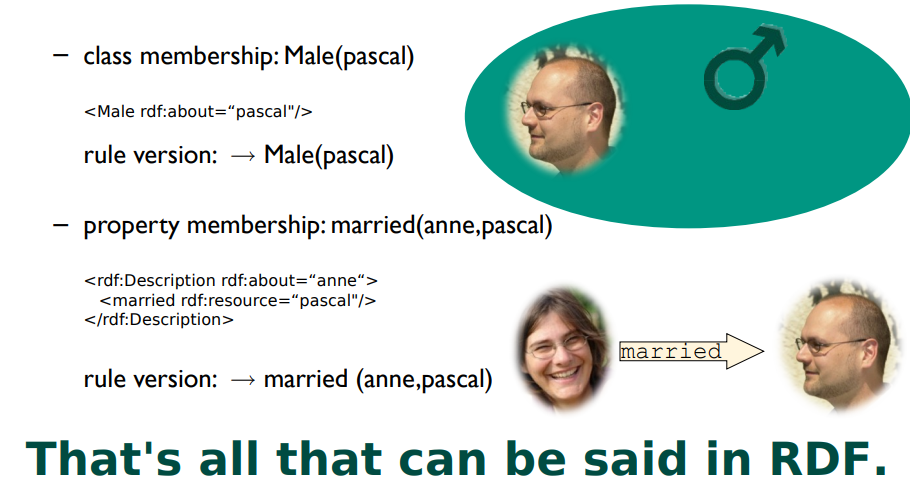 – class membership: Male(pascal)
<Male rdf:about=“pascal"/>
rule version: → Male(pascal)
– property membership: married(anne,pascal)
<rdf:Description rdf:about=“anne“>
<married rdf:resource=“pascal"/>
</rdf:Description>
married
rule version: → married (anne,pascal)
That's all that can be said in RDF.